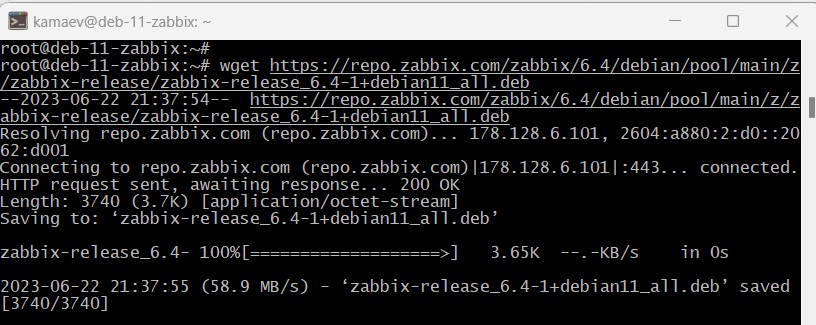 kamaev@deb-11-zabbix: ~
root@deb-11-zabbix:~#
root@deb-11-zabbix:~# wget https://repo.zabbix.com/zabbix/6.4/debian/pool/main/z
/zabbix-release/zabbix-release_6.4-1+debian11_all.deb
--2023-06-22 21:37:54--  https://repo.zabbix.com/zabbix/6.4/debian/pool/main/z/z
abbix-release/zabbix-release_6.4-1+debian11_all.deb
Resolving repo.zabbix.com (repo.zabbix.com)... 178.128.6.101, 2604:a880:2:d0::20
62:d001
Connecting to repo.zabbix.com (repo.zabbix.com)|178.128.6.101|:443... connected.
HTTP request sent, awaiting response... 200 OK
Length: 3740 (3.7K) [application/octet-stream]
Saving to: ‘zabbix-release_6.4-1+debian11_all.deb’
zabbix-release_6.4- 100%[===================>]   3.65K  --.-KB/s    in 0s
2023-06-22 21:37:55 (58.9 MB/s) - ‘zabbix-release_6.4-1+debian11_all.deb’ saved
[3740/3740]